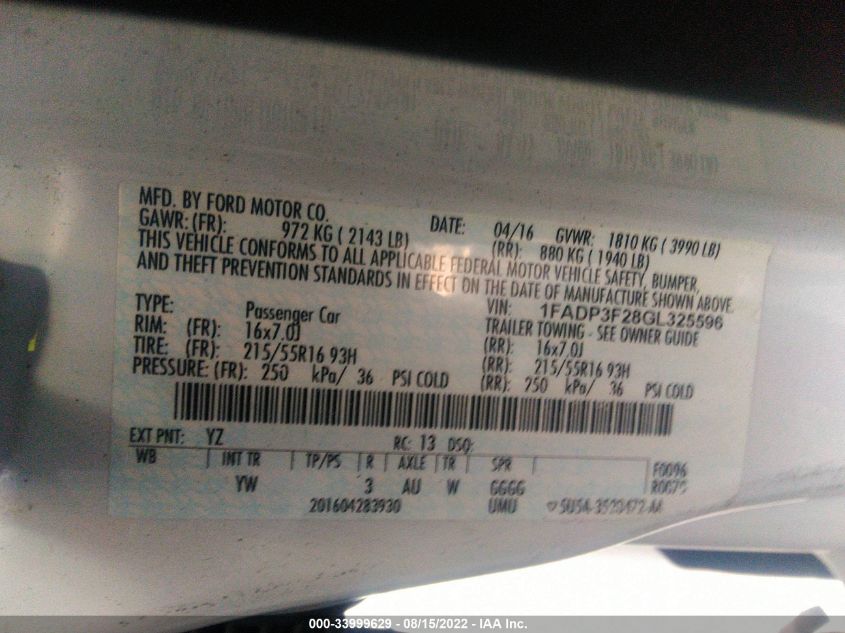 MFD. BY FORD MOTOR CO. DATE: 04/16 GVWR: 1810 KG ( 3990 LB)
GAWR: (FR): 972 KG ( 2143 LB) (RR): 880 KG ( 1940 LB)
THIS VEHICLE CONFORMS TO ALL APPLICABLE FEDERAL MOTOR VEHICLE SAFETY, BUMPER,
AND THEFT PREVENTION STANDARDS IN EFFECT ON THE DATE OF MANUFACTURE SHOWN ABOVE.
VIN: 1FADP3F28GL325596
TYPE: Passenger Car TRAILER TOWING - SEE OWNER GUIDE
RIM: (FR): 16x7.0J (RR): 16x7.0J
TIRE: (FR): 215/55R16 93H (RR): 215/55R16 93H
PRESSURE: (FR): 250 kPa/ 36 PSI COLD (RR): 250 kPa/ 36 PSI COLD
EXT PNT: YZ RC: 13 DSO:
WB INT TR TP/PS R AXLE TR SPR F0096
YW 3 AU W GGGG
201604283930 UMU
000-33999629 - 08/15/2022 - IAA Inc.